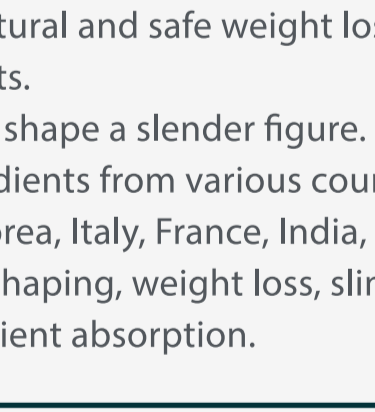 tural and safe weight los
ts.
shape a slender figure.
dients from various cour
rea, Italy, France, India,
haping, weight loss, slin
ient absorption.